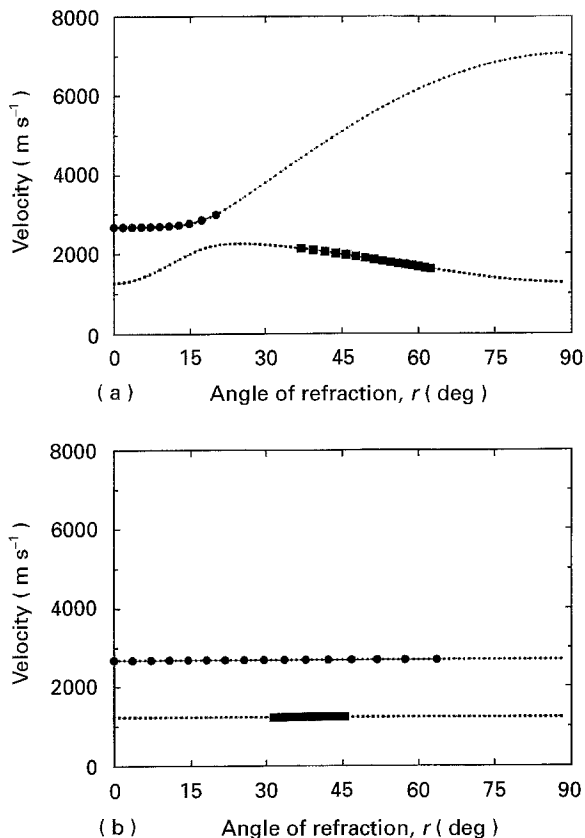 8000
6000
4000
2000
0
Velocity ( m s⁻¹ )
0 15 30 45 60 75 90
( a ) Angle of refraction, r ( deg )
8000
6000
4000
2000
0
Velocity ( m s⁻¹ )
0 15 30 45 60 75 90
( b ) Angle of refraction, r ( deg )